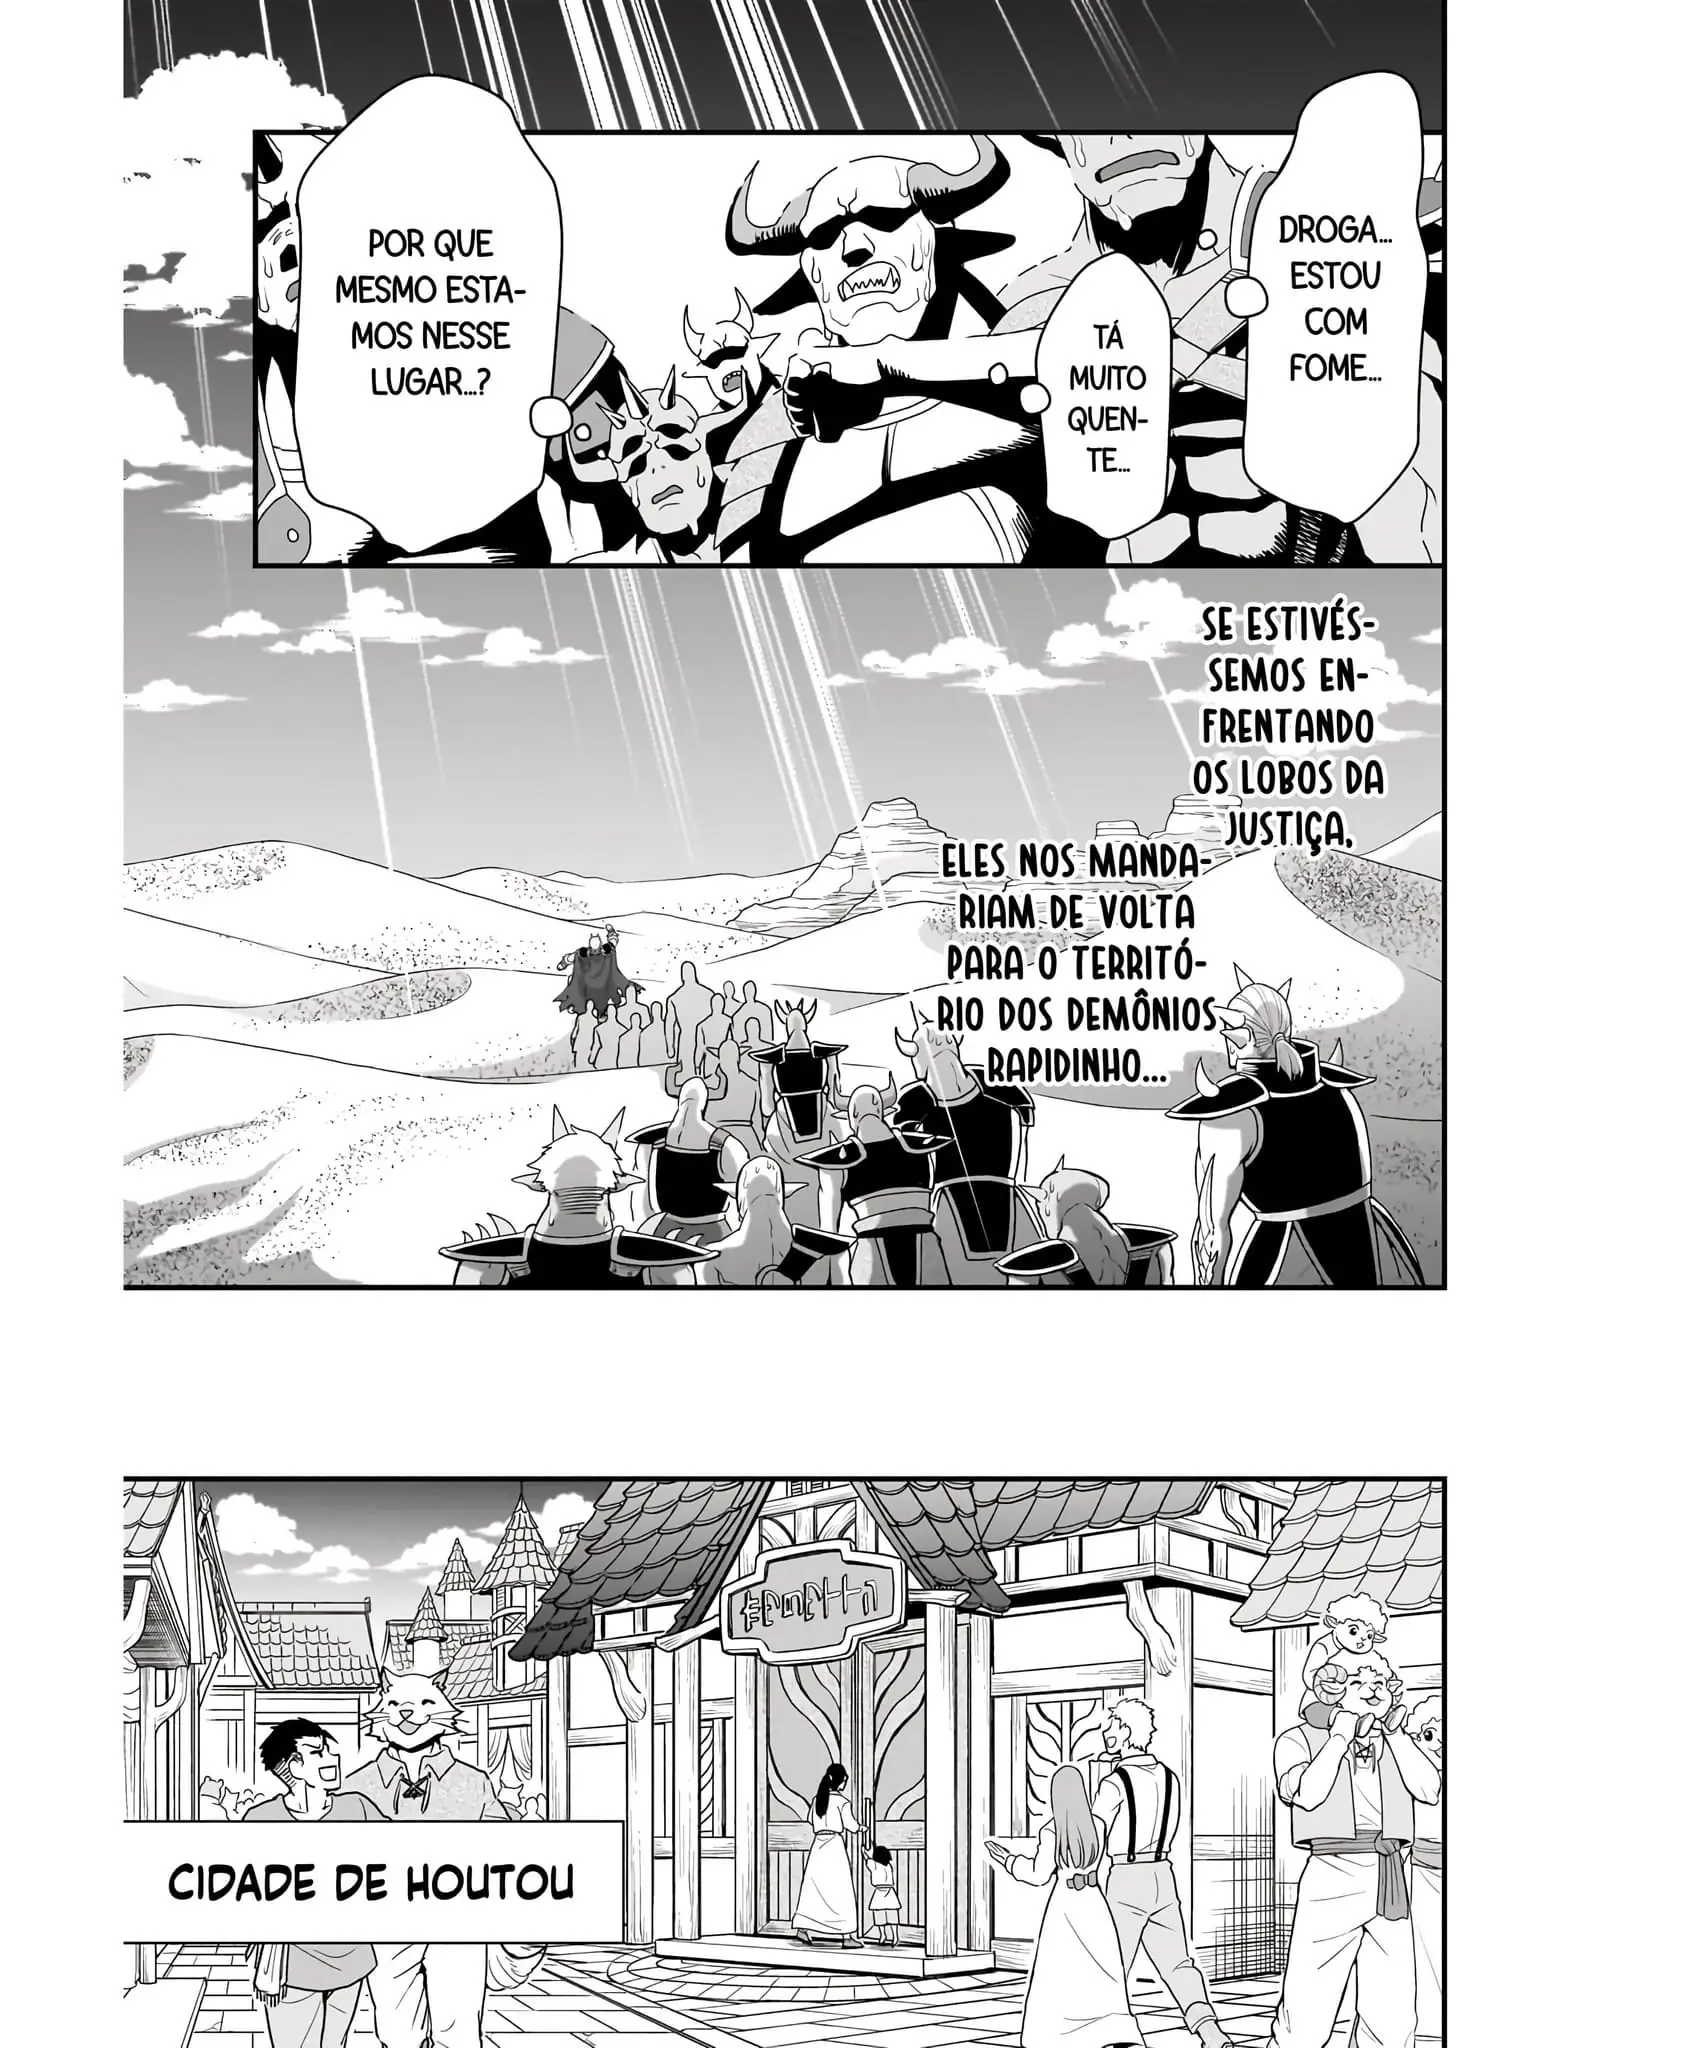 DROGA...
ESTOU
COM
FOME...
TÁ
MUITO
QUEN-
TE...
POR QUE
MESMO ESTA-
MOS NESSE
LUGAR...?
SE ESTIVÉS-
SEMOS EN-
FRENTANDO
OS LOBOS DA
JUSTIÇA,
ELES NOS MANDA-
RIAM DE VOLTA
PARA O TERRITÓ-
RIO DOS DEMÔNIOS
RAPIDINHO...
CIDADE DE HOUTOU